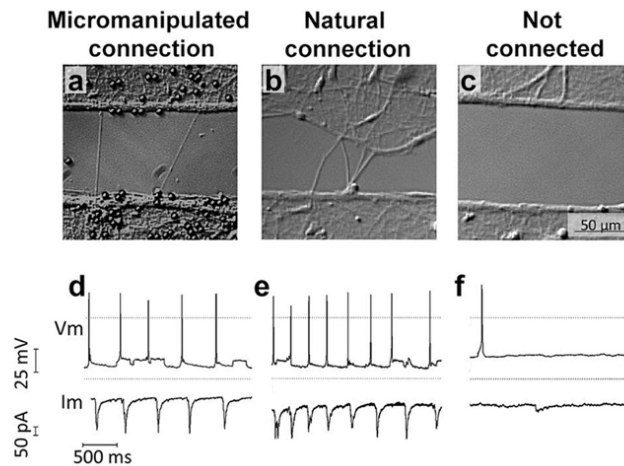 Micromanipulated
connection
Natural
connection
Not
connected
a
b
c
50 µm
d
e
f
Vm
25 mV
Im
50 pA
500 ms